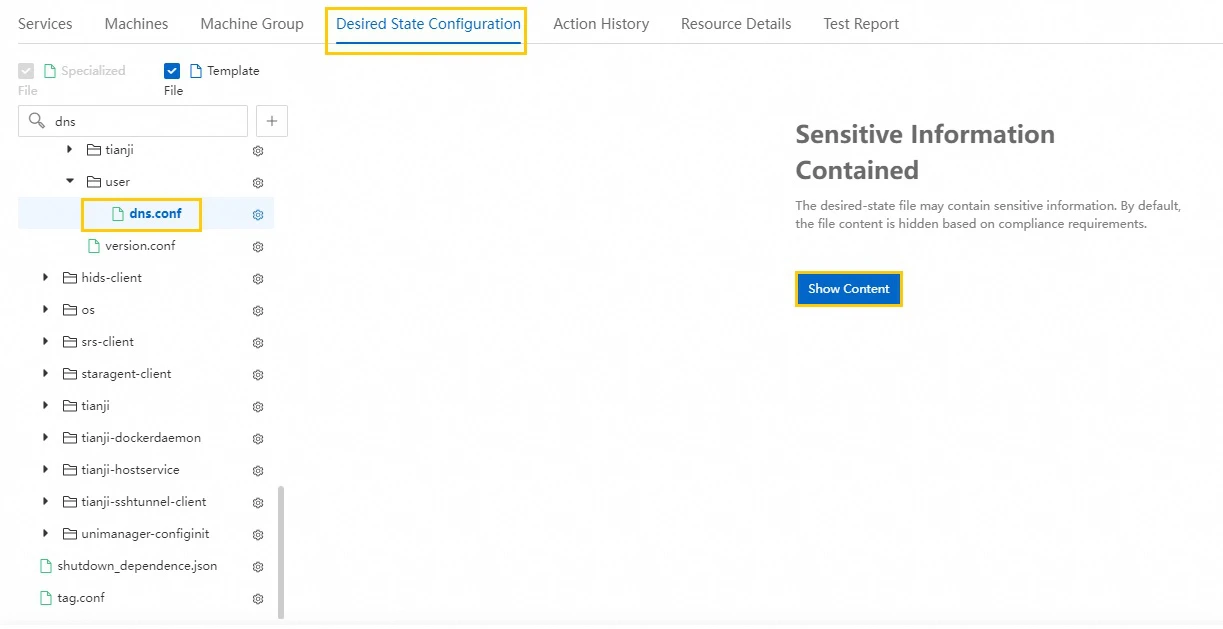 Services Machines Machine Group Desired State Configuration Action History Resource Details Test Report
Specialized File
Template File
dns
tianji
user
dns.conf
version.conf
hids-client
os
srs-client
staragent-client
tianji
tianji-dockerdaemon
tianji-hostservice
tianji-sshtunnel-client
unimanager-configinit
shutdown_dependence.json
tag.conf
Sensitive Information
Contained
The desired-state file may contain sensitive information. By default,
the file content is hidden based on compliance requirements.
Show Content